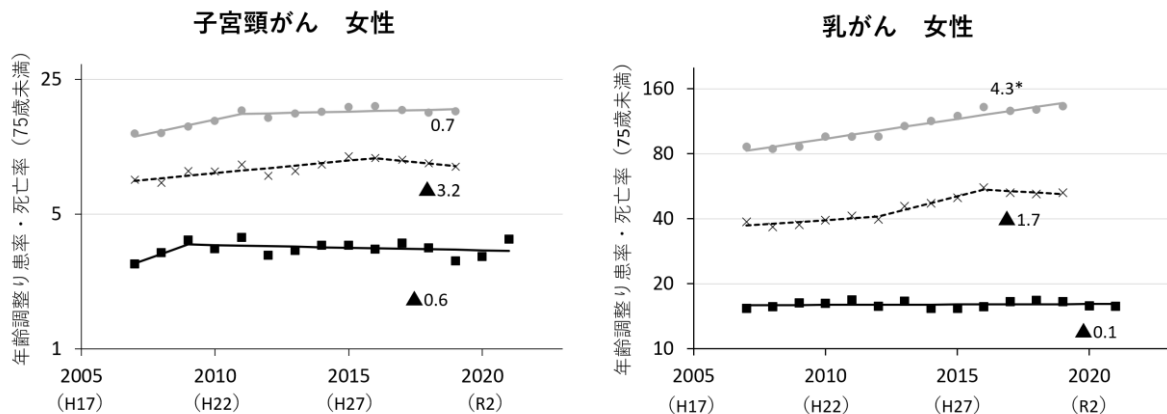 子宮頸がん　女性
年齢調整り患率・死亡率（75歳未満）
25
5
1
0.7
▲3.2
▲0.6
2005
2010
2015
2020
（H17）
（H22）
（H27）
（R2）
乳がん　女性
年齢調整り患率・死亡率（75歳未満）
160
80
40
20
10
4.3*
▲1.7
▲0.1
2005
2010
2015
2020
（H17）
（H22）
（H27）
（R2）